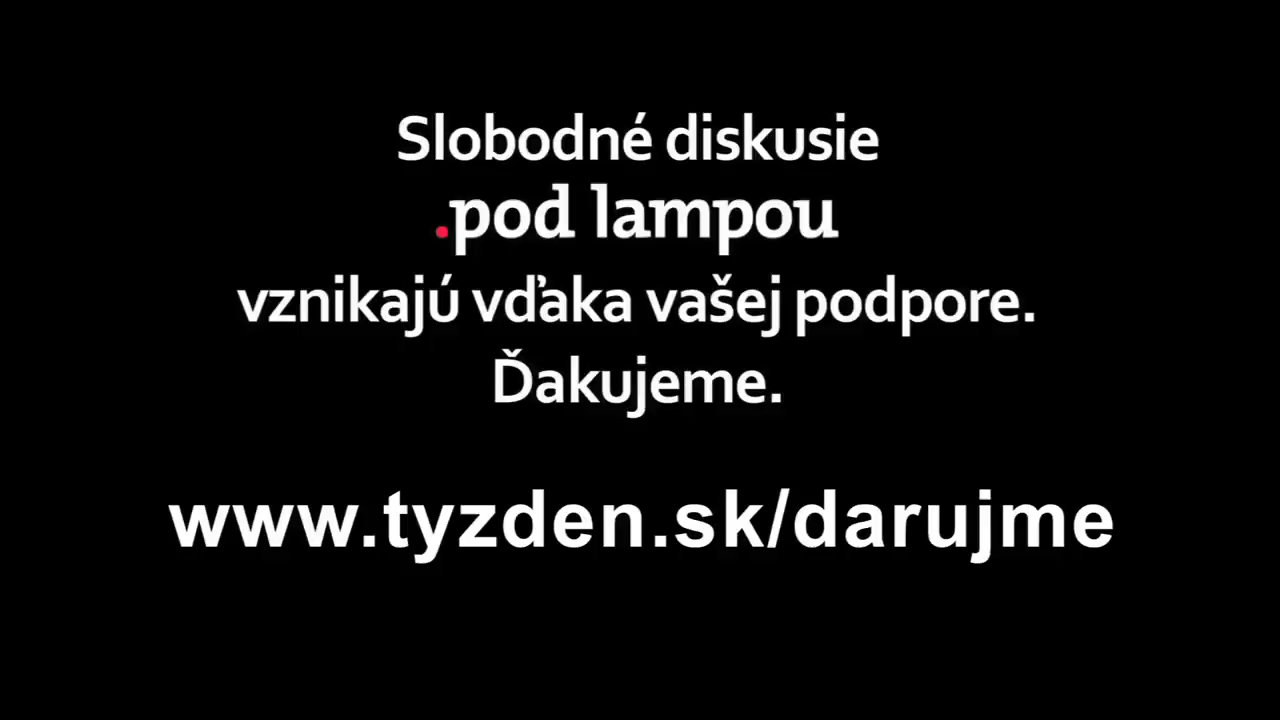 Slobodné diskusie
.pod lampou
vznikajú vďaka vašej podpore.
Ďakujeme.
www.tyzden.sk/darujme